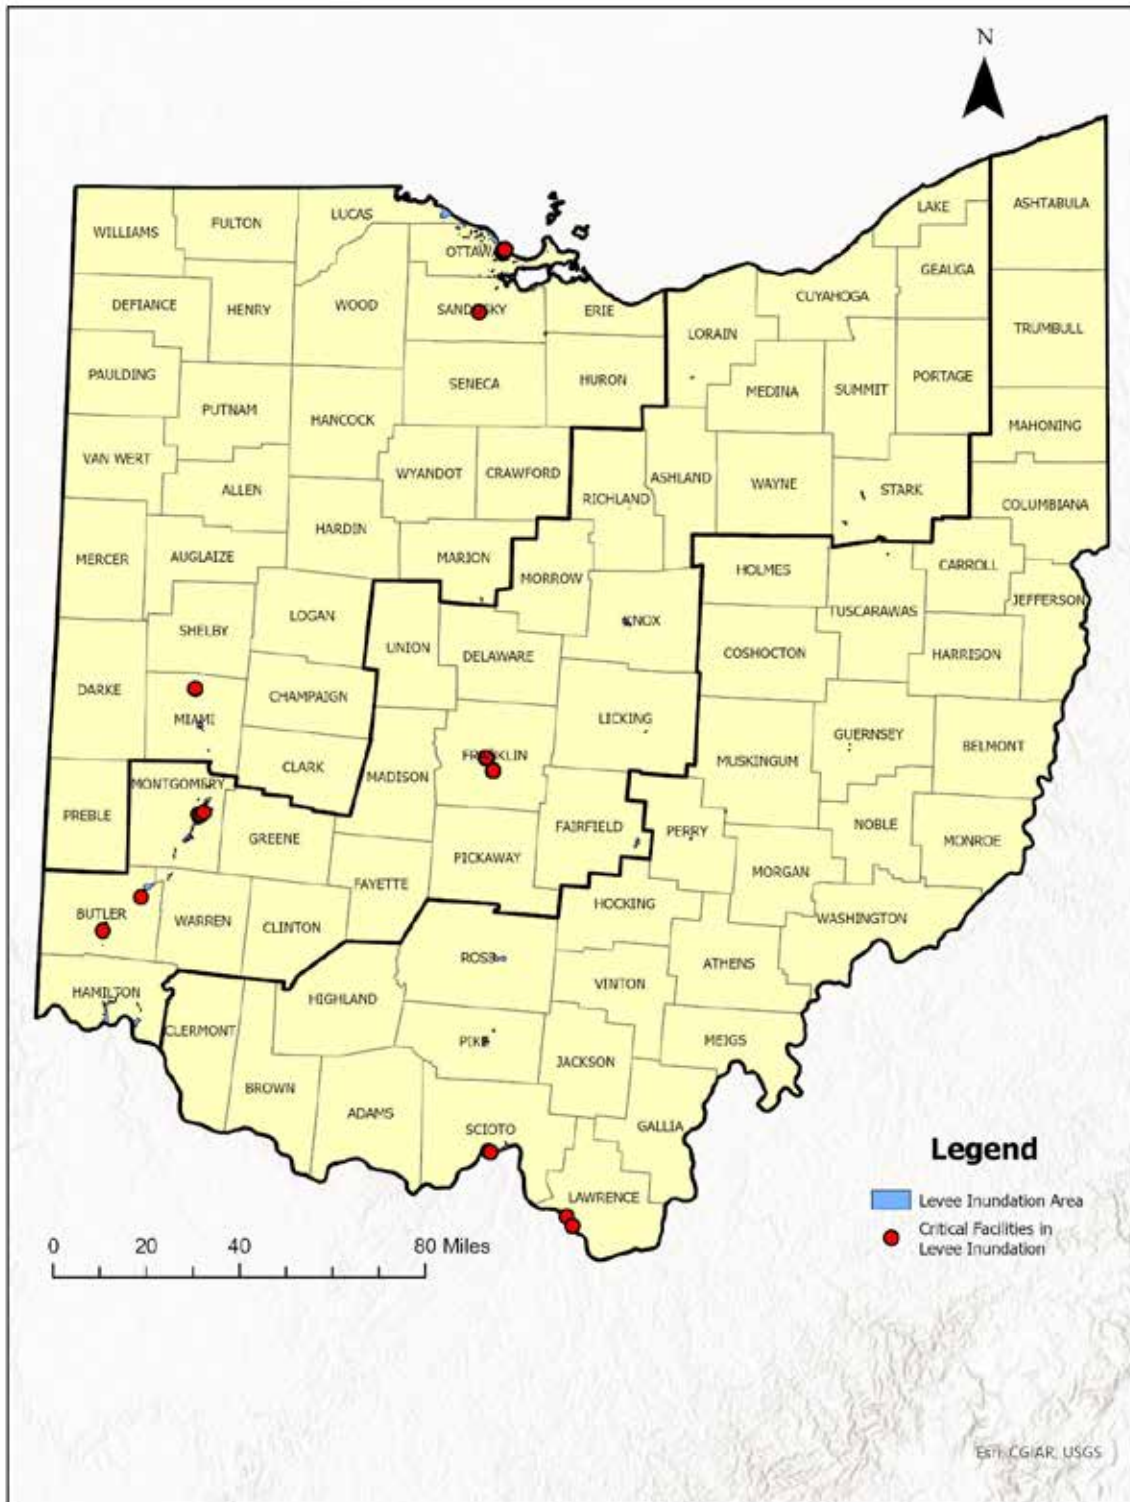 N
LAKE
ASHTABULA
LUCAS
FULTON
WILLIAMS
OTTAW
GEAUGA
CUYAHOGA
DEFIANCE
HENRY
WOOD
SANDUSKY
ERIE
LORAIN
TRUMBULL
PAULDING
SENECA
HURON
MEDINA
SUMMIT
PORTAGE
PUTNAM
HANCOCK
MAHONING
VAN WERT
WYANDOT
CRAWFORD
ASHLAND
WAYNE
STARK
ALLEN
RICHLAND
COLUMBIANA
HARDIN
MERCER
AUGLAIZE
MARION
MORROW
HOLMES
CARROLL
JEFFERSON
LOGAN
SHELBY
KNOX
TUSCARAWAS
UNION
DELAWARE
COSHOCTON
HARRISON
DARKE
CHAMPAIGN
MIAMI
LICKING
GUERNSEY
BELMONT
FRANKLIN
MUSKINGUM
CLARK
MADISON
MONTGOMERY
PREBLE
FAIRFIELD
PERRY
NOBLE
GREENE
MONROE
PICKAWAY
MORGAN
FAYETTE
BUTLER
WARREN
CLINTON
HOCKING
WASHINGTON
ROSS
ATHENS
VINTON
HAMILTON
HIGHLAND
CLERMONT
PIKE
MEIGS
JACKSON
BROWN
ADAMS
SCIOTO
GALLIA
LAWRENCE
Legend
Levee Inundation Area
Critical Facilities in
Levee Inundation
0 20 40 80 Miles
Esri, CGIAR, USGS